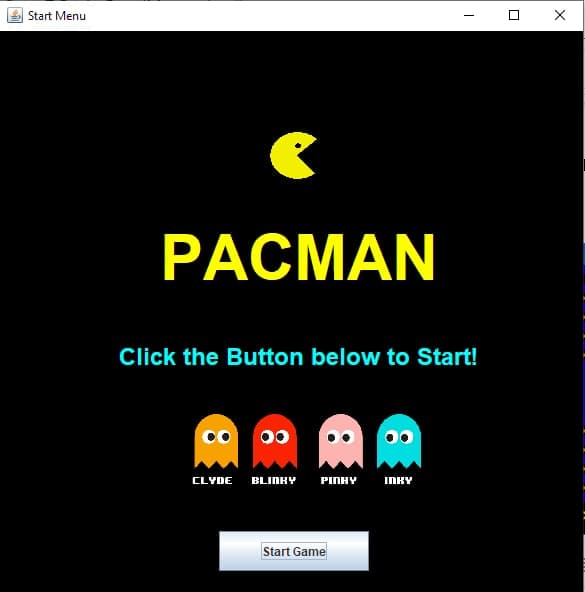 Start Menu
PACMAN
Click the Button below to Start!
CLYDE BLINKY PINKY INKY
Start Game